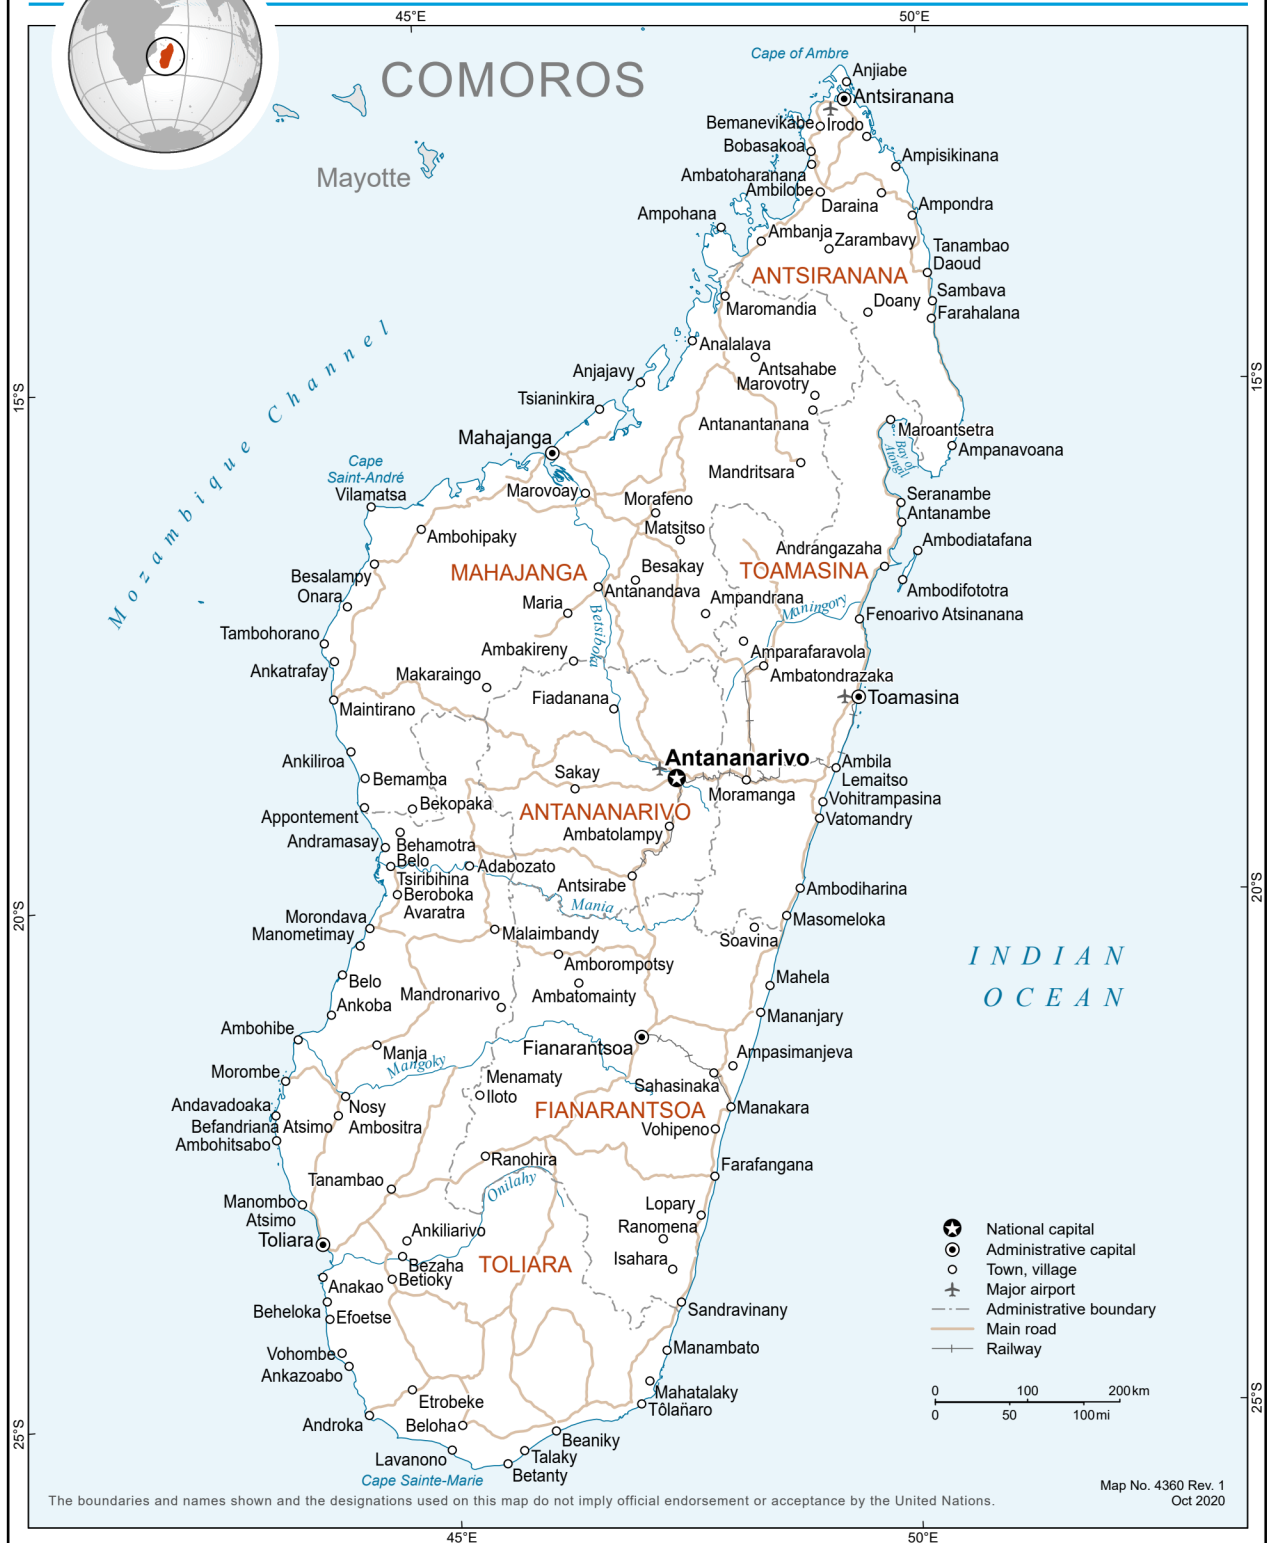 45°E
50°E
Cape of Ambre
COMOROS
Anjiabe
Antsiranana
Bemanevikabe
Irodo
Bobasakoa
Ampisikinana
Mayotte
Ambatoharanana
Ambilobe
Daraina
Ampondra
Ampohana
Ambanja
Zarambavy
Tanambao
Daoud
ANTSIRANANA
Sambava
Doany
Maromandia
Farahalana
Analalava
Antsahabe
Anjajavy
Marovotry
15°S
15°S
Tsianinkira
Antanantanana
Maroantsetra
Mahajanga
Ampanavoana
Bay of
Atongil
Mozambique Channel
Cape
Saint-André
Mandritsara
Vilamatsa
Marovoay
Morafeno
Seranambe
Antanambe
Matsitso
Ambohipaky
Ambodiatafana
Andrangazaha
Besakay
TOAMASINA
MAHAJANGA
Besalampy
Antanandava
Ambodifototra
Onara
Maria
Ampandrana
Maningory
Fenoarivo Atsinanana
Betsiboka
Tambohorano
Ambakireny
Amparafaravola
Ankatrafay
Makaraingo
Ambatondrazaka
Fiadanana
Toamasina
Maintirano
Antananarivo
Ankiliroa
Ambila
Lemaitso
Bemamba
Sakay
Moramanga
Vohitrampasina
Bekopaka
ANTANANARIVO
Appontement
Vatomandry
Ambatolampy
Andramasay
Behamotra
Belo
Tsiribihina
Adabozato
Antsirabe
20°S
20°S
Ambodiharina
Beroboka
Avaratra
Mania
Morondava
Masomeloka
Manometimay
Malaimbandy
Soavina
INDIAN
OCEAN
Amborompotsy
Belo
Mahela
Mandronarivo
Ambatomainty
Ankoba
Mananjary
Ambohibe
Fianarantsoa
Manja
Ampasimanjeva
Mangoky
Morombe
Menamaty
Iloto
Sahasinaka
Andavadoaka
Nosy
Ambositra
FIANARANTSOA
Manakara
Befandriana
Atsimo
Vohipeno
Ambohitsabo
Ranohira
Farafangana
Tanambao
Onilahy
Manombo
Atsimo
Lopary
Ranomena
Toliara
Ankiliarivo
Isahara
Bezaha
TOLIARA
Betioky
Anakao
Beheloka
Efoetse
Sandravinany
Vohombe
Manambato
Ankazoabo
Mahatalaky
Etrobeke
Tôlañaro
Androka
Beloha
25°S
25°S
Beaniky
Lavanono
Talaky
Betanty
Cape Sainte-Marie
National capital
Administrative capital
Town, village
Major airport
Administrative boundary
Main road
Railway
0 100 200 km
0 50 100 mi
Map No. 4360 Rev. 1
Oct 2020
The boundaries and names shown and the designations used on this map do not imply official endorsement or acceptance by the United Nations.
45°E
50°E